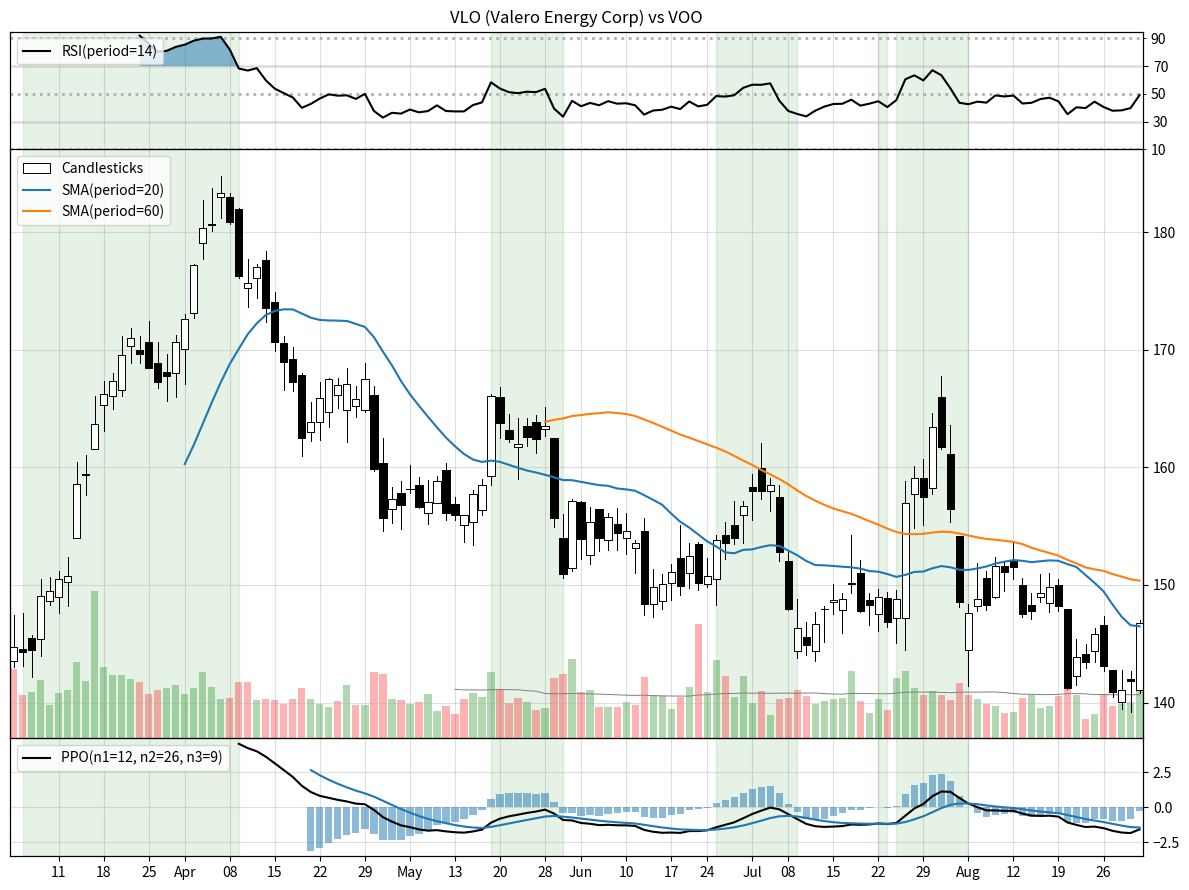 VLO (Valero Energy Corp) vs VOO
RSI(period=14)
90
70
50
30
10
Candlesticks
SMA(period=20)
SMA(period=60)
180
170
160
150
140
PPO(n1=12, n2=26, n3=9)
2.5
0.0
−2.5
11 18 25 Apr 08 15 22 29 May 13 20 28 Jun 10 17 24 Jul 08 15 22 29 Aug 12 19 26